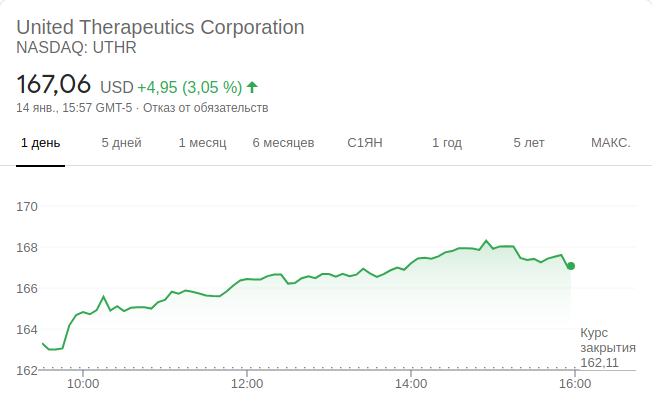 United Therapeutics Corporation
NASDAQ: UTHR
167,06 USD +4,95 (3,05 %)
14 янв., 15:57 GMT-5 · Отказ от обязательств
1 день 5 дней 1 месяц 6 месяцев С1ЯН 1 год 5 лет МАКС.
170
168
166
164
162
Курс
закрытия
162,11
10:00 12:00 14:00 16:00